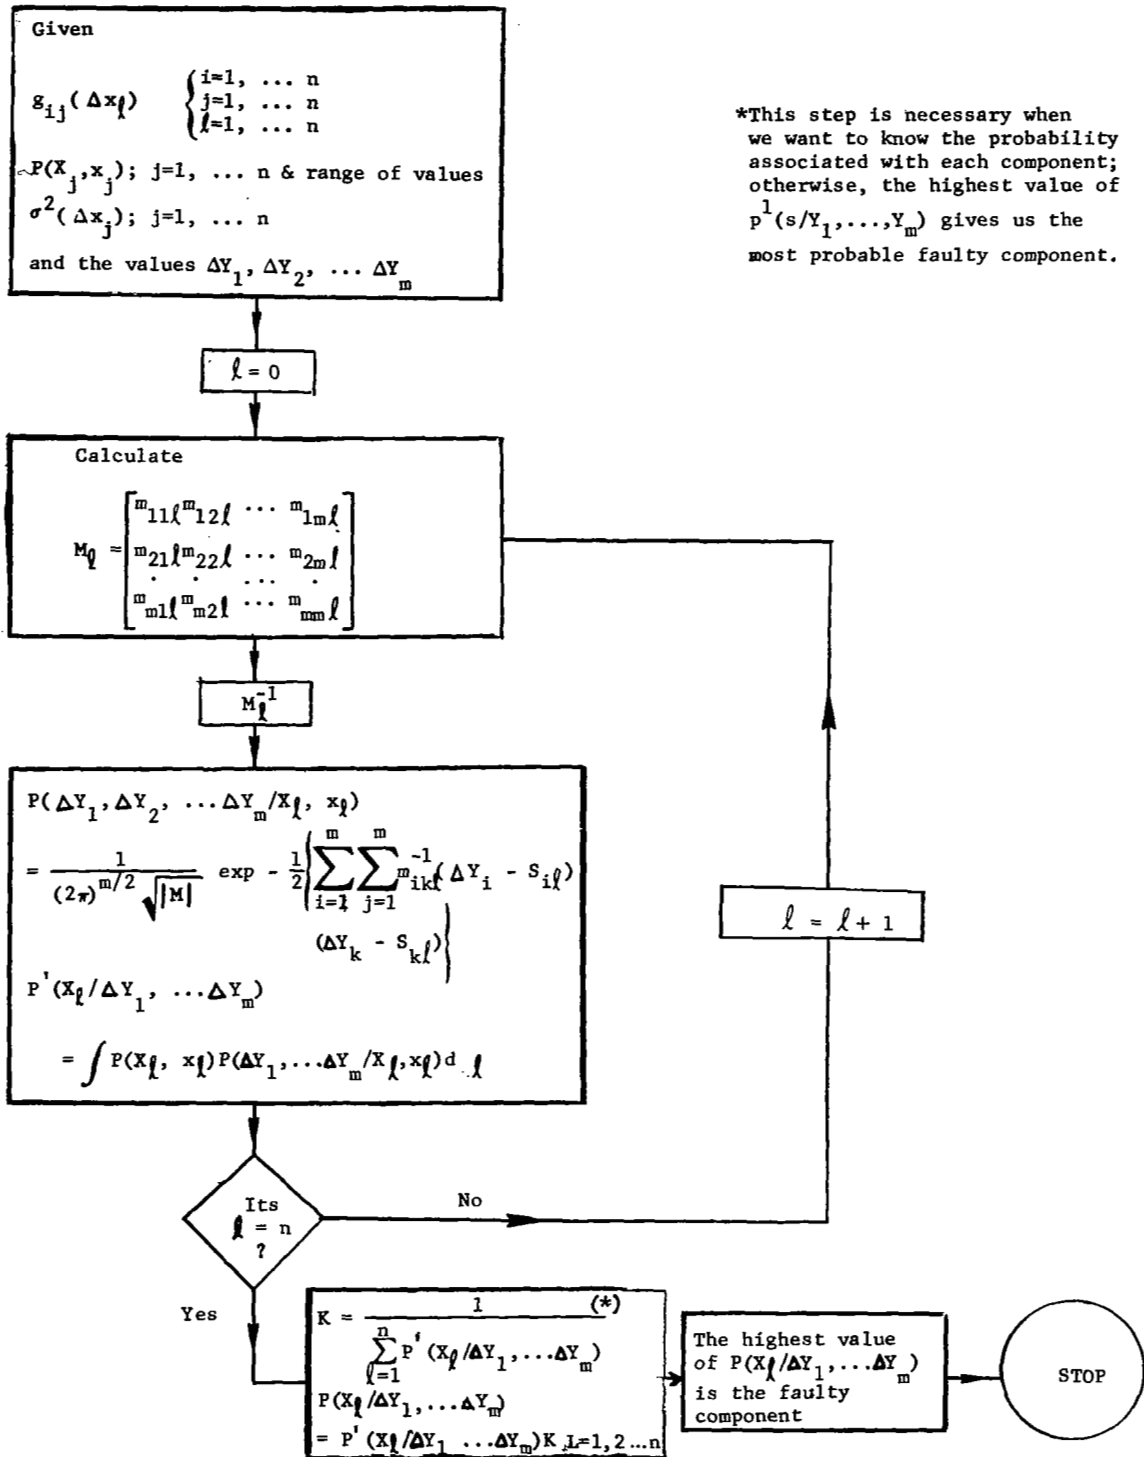 Given
g_ij(Δx_ℓ) { i=1, ... n
j=1, ... n
ℓ=1, ... n
P(X_j,x_j); j=1, ... n & range of values
σ^2(Δx_j); j=1, ... n
and the values ΔY_1, ΔY_2, ... ΔY_m
*This step is necessary when
we want to know the probability
associated with each component;
otherwise, the highest value of
p^1(s/Y_1,...,Y_m) gives us the
most probable faulty component.
ℓ = 0
Calculate
M_ℓ = [ m_11ℓ m_12ℓ ... m_1mℓ
m_21ℓ m_22ℓ ... m_2mℓ
. . ... .
m_m1ℓ m_m2ℓ ... m_mmℓ ]
M_ℓ^-1
P(ΔY_1,ΔY_2, ...ΔY_m/X_ℓ, x_ℓ)
= 1/((2π)^m/2 √|M|) exp - 1/2 { ∑_{i=1}^m ∑_{j=1}^m m_ikℓ^-1 (ΔY_i - S_iℓ)
(ΔY_k - S_kℓ) }
P'(X_ℓ/ΔY_1, ...ΔY_m)
= ∫ P(X_ℓ, x_ℓ)P(ΔY_1,...ΔY_m/X_ℓ,x_ℓ)d ℓ
ℓ = ℓ + 1
Its
ℓ = n
?
No
Yes
K = 1/(∑_{ℓ=1}^n P'(X_ℓ/ΔY_1,...ΔY_m)) (*)
P(X_ℓ/ΔY_1,...ΔY_m)
= P'(X_ℓ/ΔY_1 ...ΔY_m)K L=1,2...n
The highest value
of P(X_ℓ/ΔY_1,...ΔY_m)
is the faulty
component
STOP